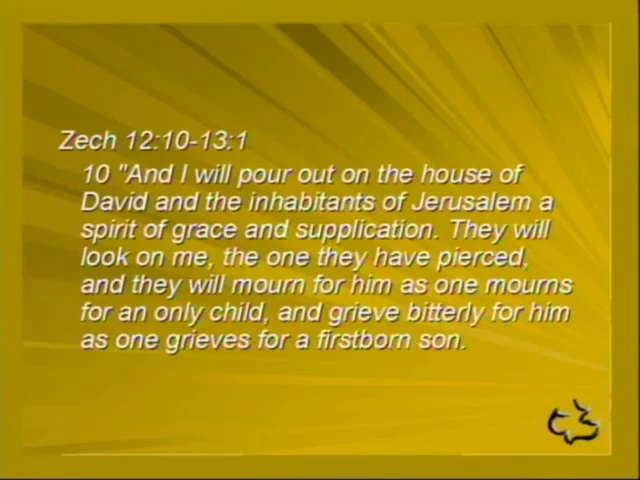 Zech 12:10-13:1
10 "And I will pour out on the house of
David and the inhabitants of Jerusalem a
spirit of grace and supplication. They will
look on me, the one they have pierced,
and they will mourn for him as one mourns
for an only child, and grieve bitterly for him
as one grieves for a firstborn son.